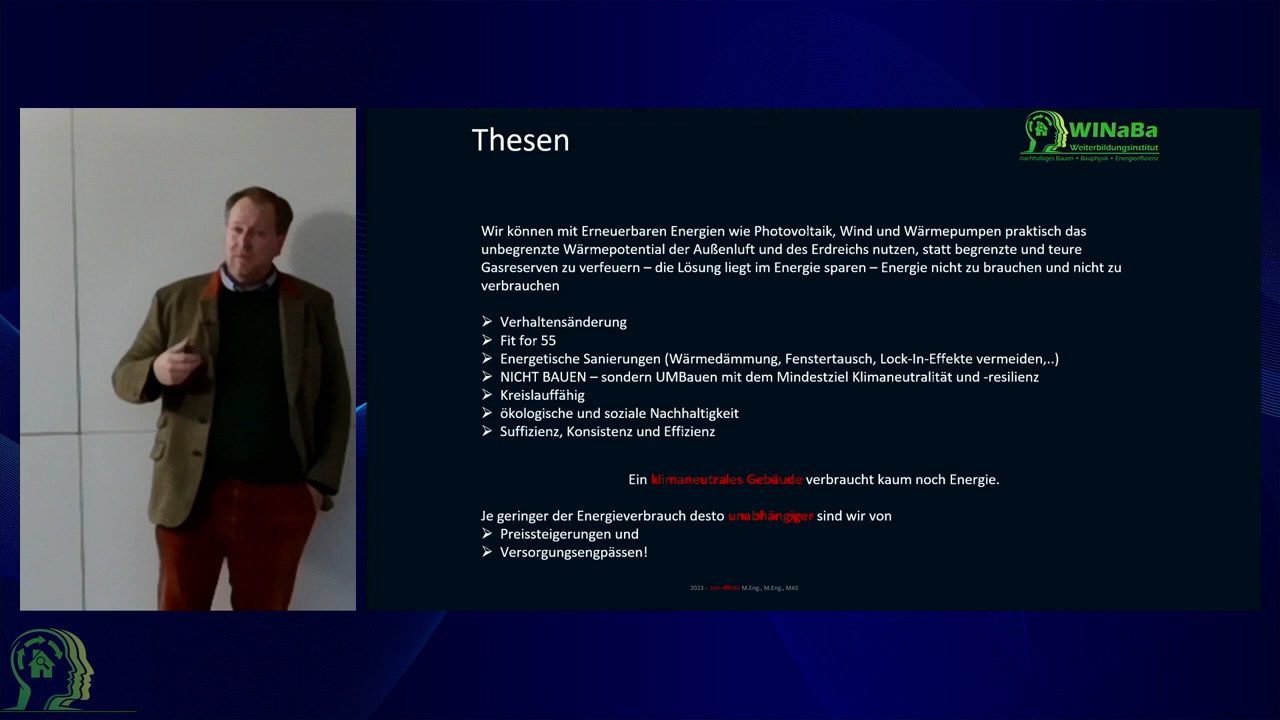 Thesen
WINaBa
Weiterbildungsinstitut
nachhaltiges Bauen • Bauphysik • Energieeffizienz
Wir können mit Erneuerbaren Energien wie Photovoltaik, Wind und Wärmepumpen praktisch das
unbegrenzte Wärmepotential der Außenluft und des Erdreichs nutzen, statt begrenzte und teure
Gasreserven zu verfeuern – die Lösung liegt im Energie sparen – Energie nicht zu brauchen und nicht zu
verbrauchen
➢ Verhaltensänderung
➢ Fit for 55
➢ Energetische Sanierungen (Wärmedämmung, Fenstertausch, Lock-In-Effekte vermeiden,..)
➢ NICHT BAUEN – sondern UMBauen mit dem Mindestziel Klimaneutralität und -resilienz
➢ Kreislauffähig
➢ ökologische und soziale Nachhaltigkeit
➢ Suffizienz, Konsistenz und Effizienz
Ein klimaneutrales Gebäude verbraucht kaum noch Energie.
Je geringer der Energieverbrauch desto unabhängiger sind wir von
➢ Preissteigerungen und
➢ Versorgungsengpässen!
2023 - M.Eng., M.Eng., MAS